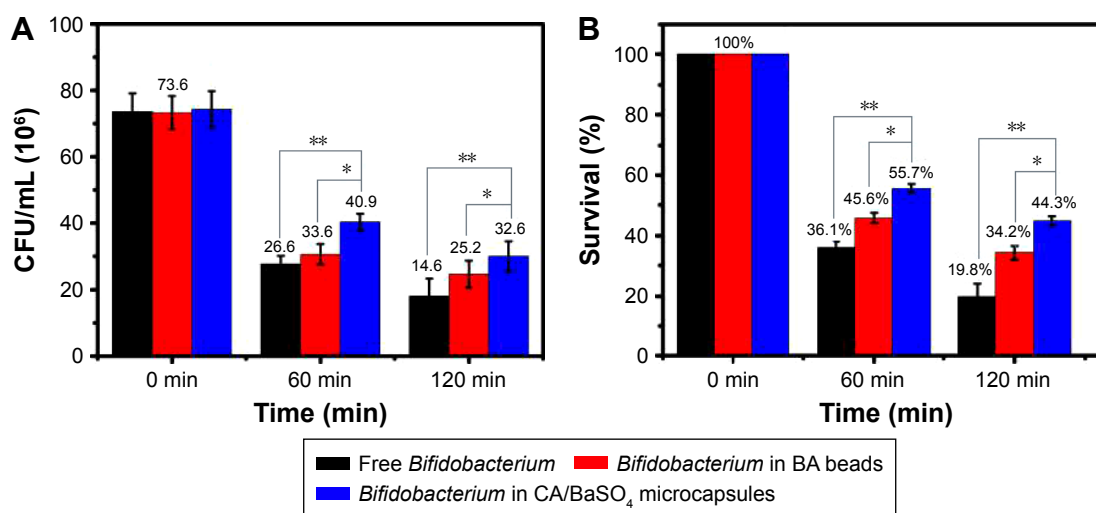 A
CFU/mL (10⁶)
100
80
60
40
20
0
73.6
**
*
26.6
33.6
40.9
**
*
14.6
25.2
32.6
0 min
60 min
120 min
Time (min)
B
Survival (%)
100
80
60
40
20
0
100%
**
*
36.1%
45.6%
55.7%
**
*
19.8%
34.2%
44.3%
0 min
60 min
120 min
Time (min)
Free Bifidobacterium
Bifidobacterium in BA beads
Bifidobacterium in CA/BaSO₄ microcapsules